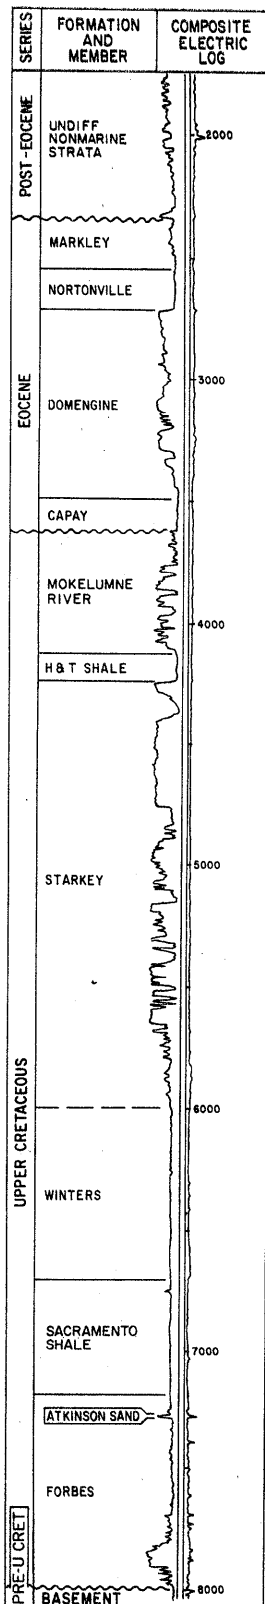 SERIES
FORMATION
AND
MEMBER
COMPOSITE
ELECTRIC
LOG
POST-EOCENE
UNDIFF
NONMARINE
STRATA
2000
MARKLEY
NORTONVILLE
EOCENE
3000
DOMENGINE
CAPAY
MOKELUMNE
RIVER
4000
H&T SHALE
UPPER CRETACEOUS
STARKEY
5000
6000
WINTERS
SACRAMENTO
SHALE
7000
ATKINSON SAND
FORBES
PRE-U CRET
BASEMENT
8000